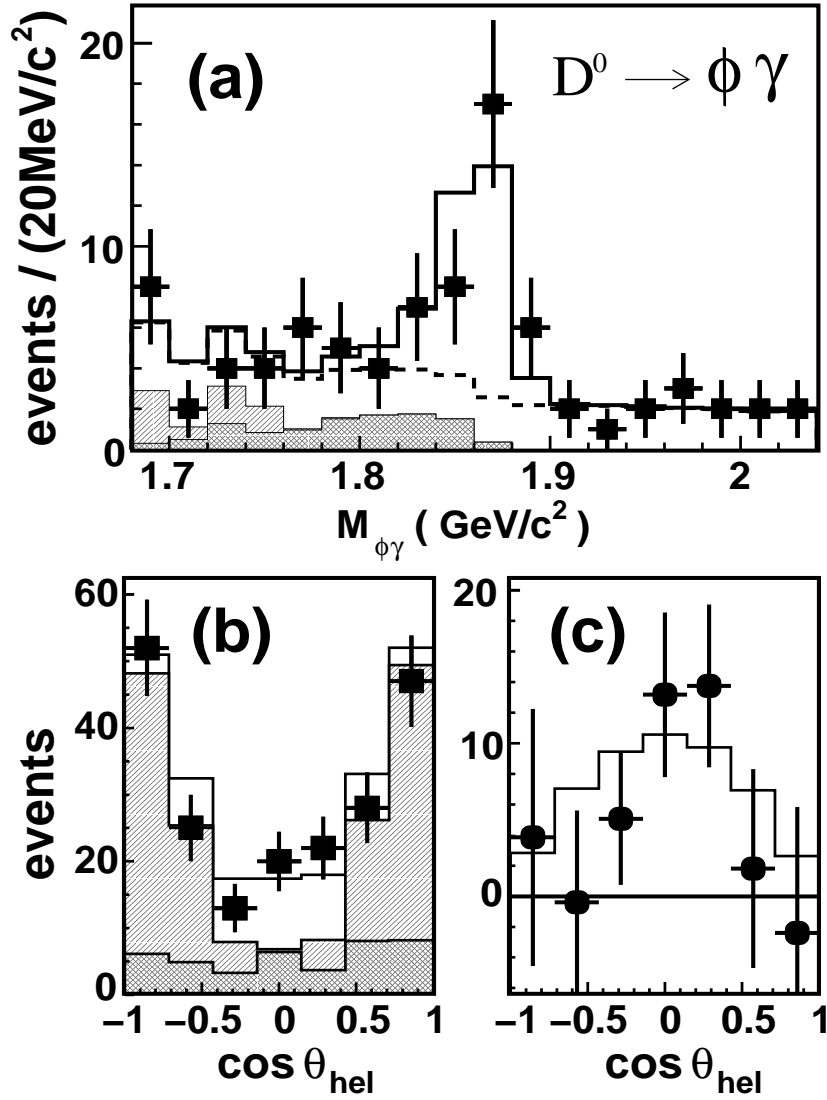 (a)
D⁰ → ϕ γ
events / (20MeV/c²)
20
10
0
1.7 1.8 1.9 2
M_ϕγ ( GeV/c² )
(b)
events
60
40
20
0
−1 −0.5 0 0.5 1
cos θ_hel
(c)
20
10
0
−1 −0.5 0 0.5 1
cos θ_hel